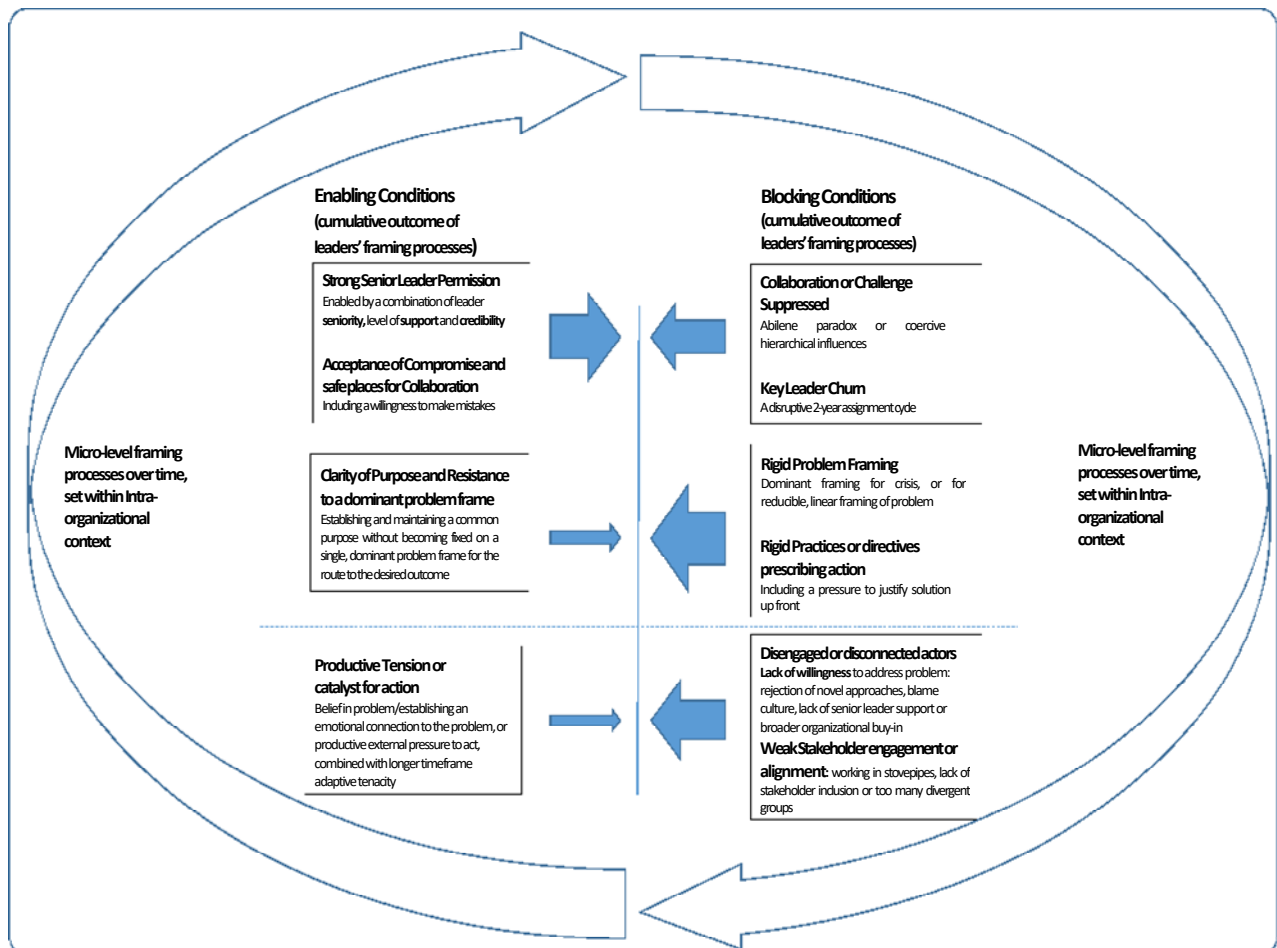 Enabling Conditions
(cumulative outcome of
leaders' framing processes)
Strong Senior Leader Permission
Enabled by a combination of leader
seniority, level of support and credibility
Acceptance of Compromise and
safe places for Collaboration
Including a willingness to make mistakes
Clarity of Purpose and Resistance
to a dominant problem frame
Establishing and maintaining a common
purpose without becoming fixed on a
single, dominant problem frame for the
route to the desired outcome
Productive Tension or
catalyst for action
Belief in problem/establishing an
emotional connection to the problem, or
productive external pressure to act,
combined with longer timeframe
adaptive tenacity
Blocking Conditions
(cumulative outcome of
leaders' framing processes)
Collaboration or Challenge
Suppressed
Abilene paradox or coercive
hierarchical influences
Key Leader Churn
A disruptive 2-year assignment cycle
Rigid Problem Framing
Dominant framing for crisis, or for
reducible, linear framing of problem
Rigid Practices or directives
prescribing action
Including a pressure to justify solution
up front
Disengaged or disconnected actors
Lack of willingness to address problem:
rejection of novel approaches, blame
culture, lack of senior leader support or
broader organizational buy-in
Weak Stakeholder engagement or
alignment: working in stovepipes, lack of
stakeholder inclusion or too many divergent
groups
Micro-level framing
processes over time,
set within Intra-
organizational
context
Micro-level framing
processes over time,
set within Intra-
organizational
context